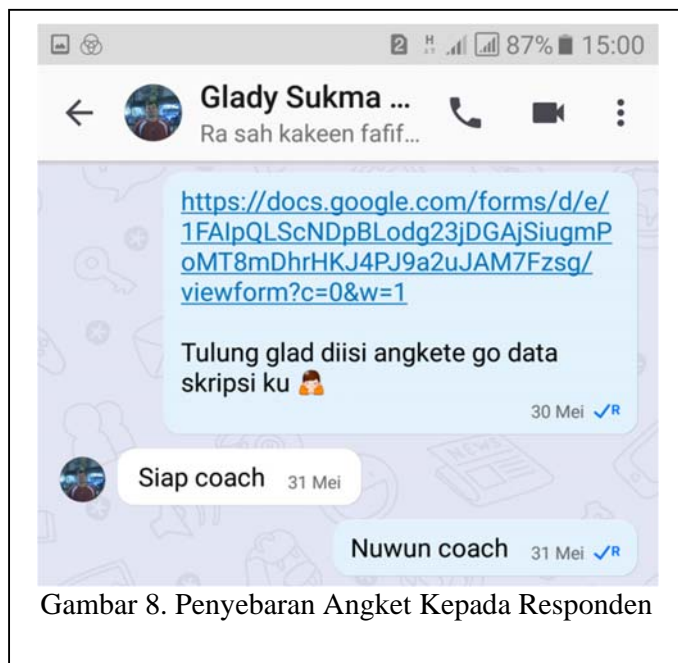 87% 15:00
Glady Sukma ...
Ra sah kakeen fafif...
https://docs.google.com/forms/d/e/
1FAIpQLScNDpBLodg23jDGAjSiugmP
oMT8mDhrHKJ4PJ9a2uJAM7Fzsg/
viewform?c=0&w=1
Tulung glad diisi angkete go data
skripsi ku 🙇
30 Mei ✓R
Siap coach 31 Mei
Nuwun coach 31 Mei ✓R
Gambar 8. Penyebaran Angket Kepada Responden